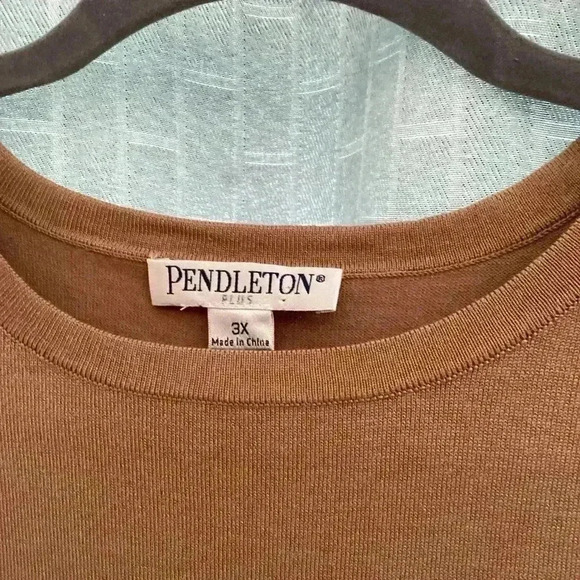 PENDLETON®
PLUS
3X
Made in China